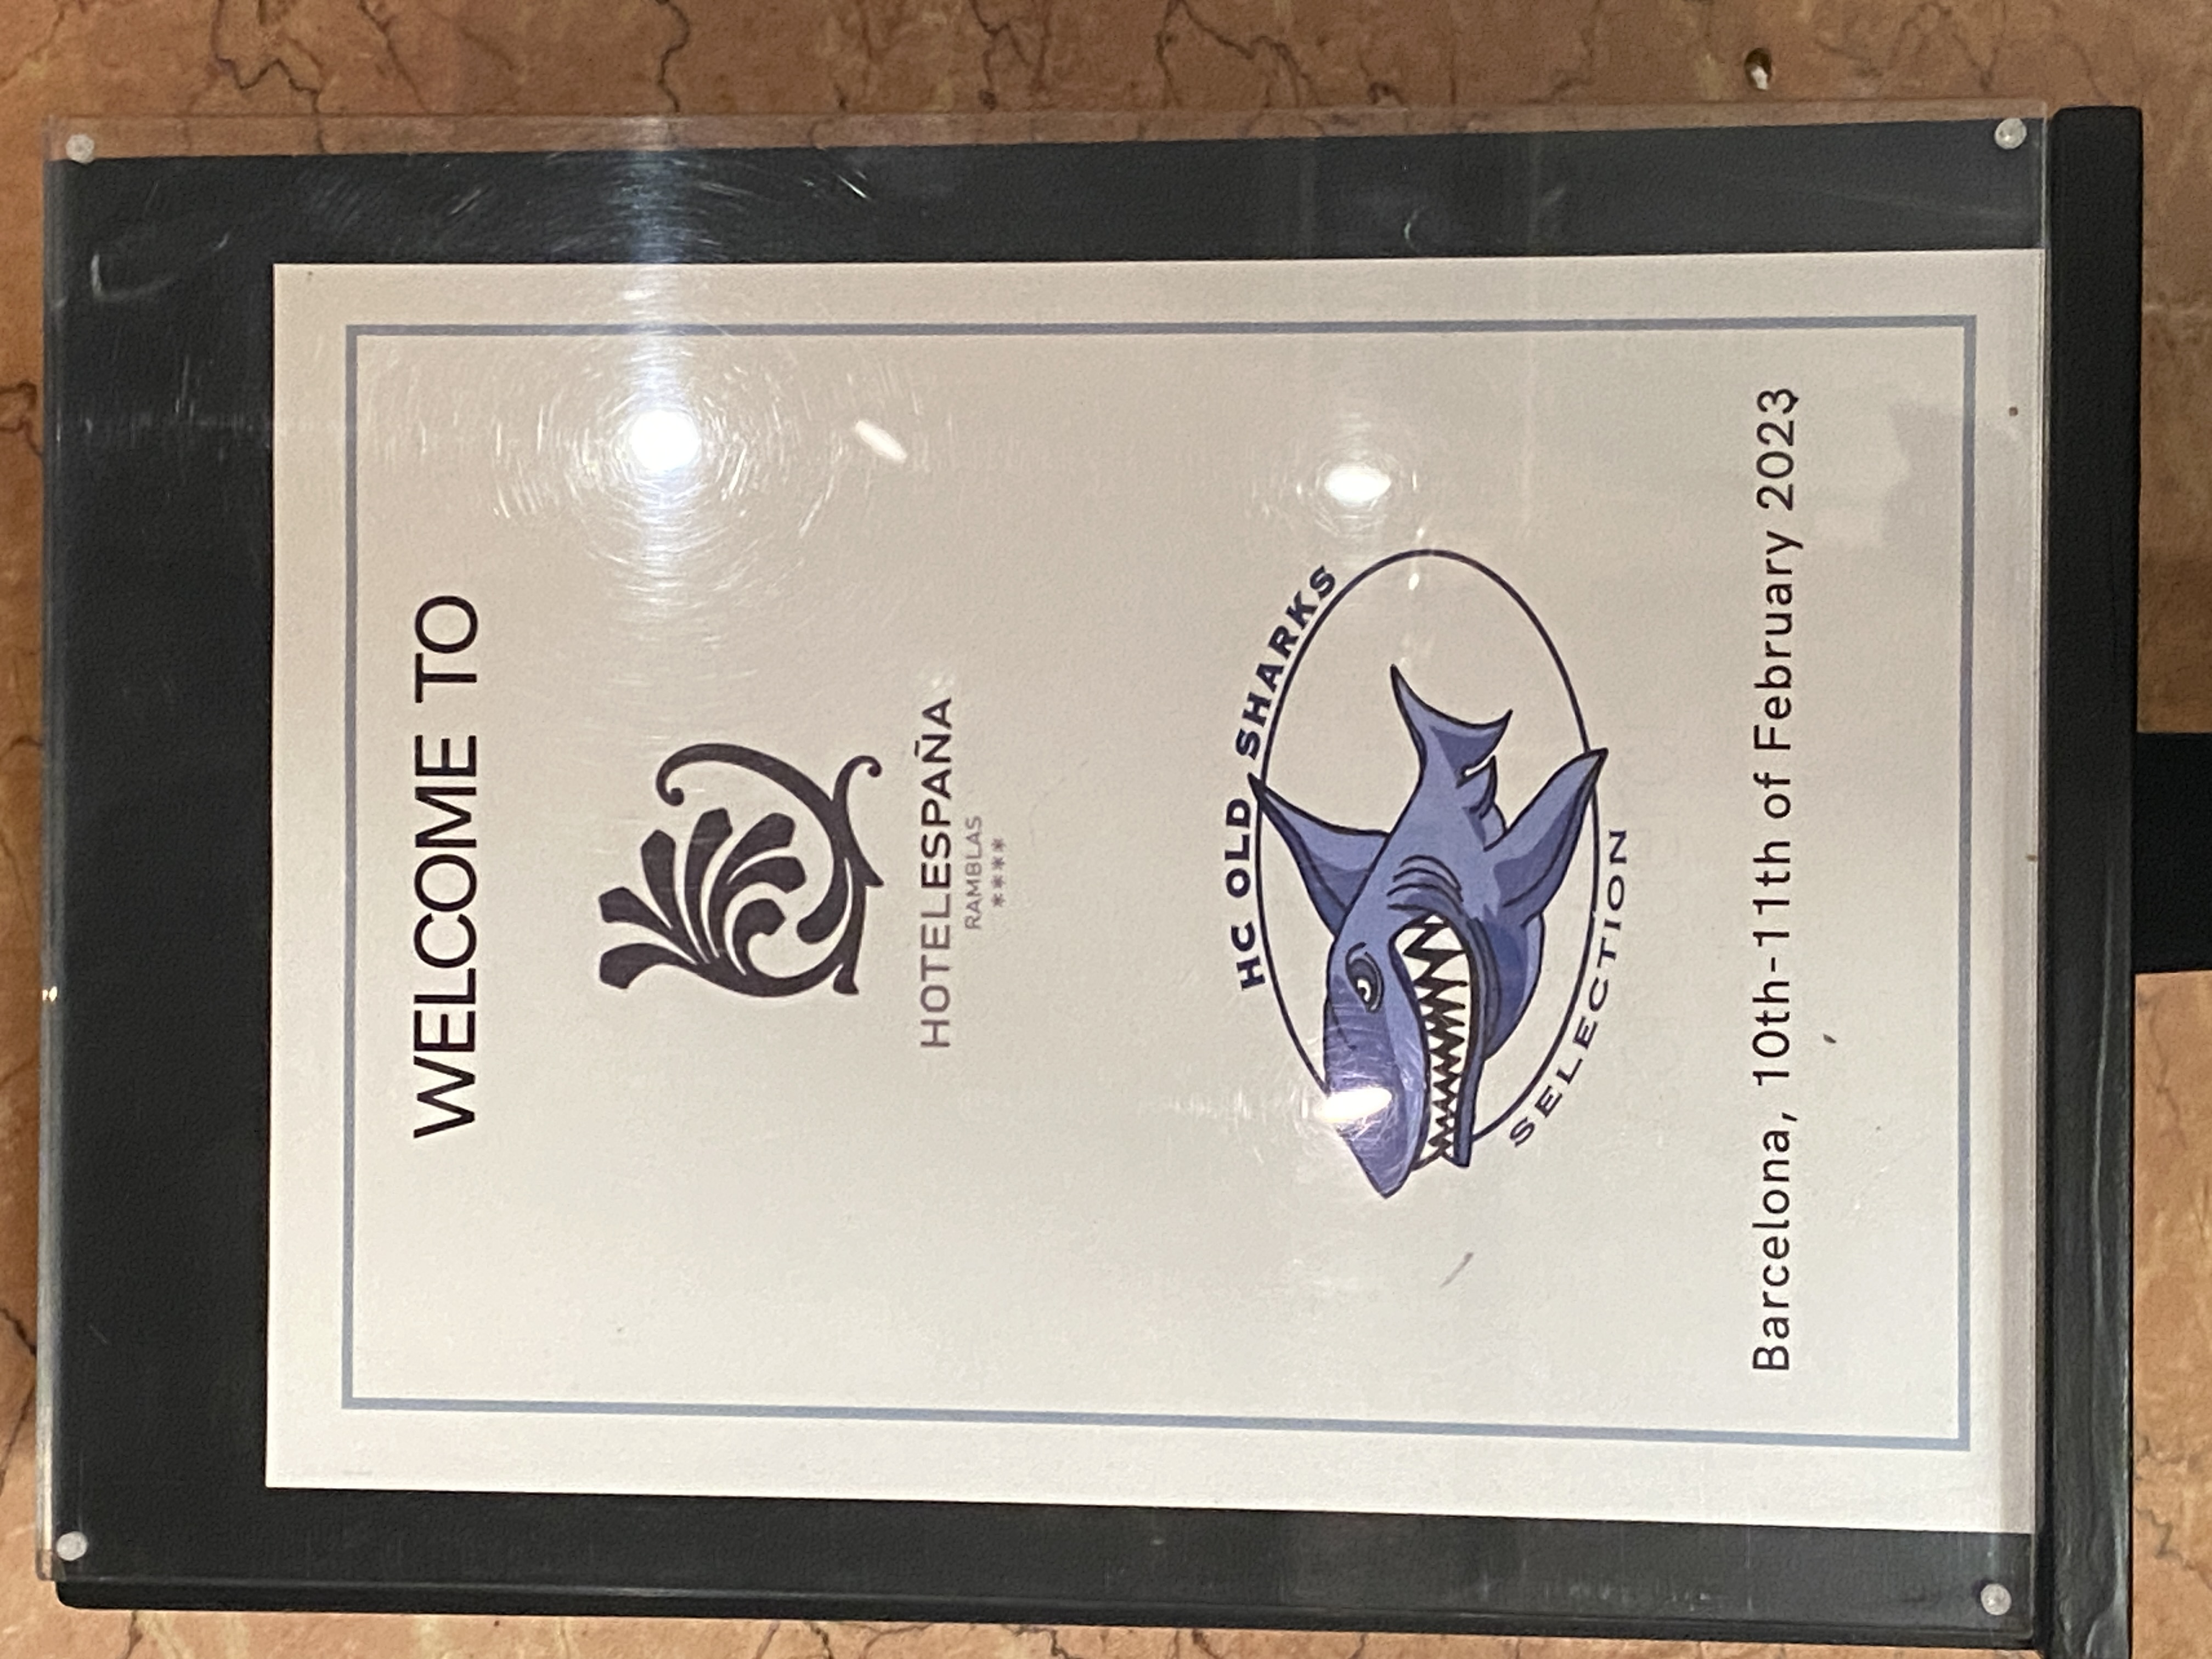 WELCOME TO
HOTELESPAÑA
RAMBLAS
****
HC OLD SHARKS
SELECTION
Barcelona, 10th-11th of February 2023